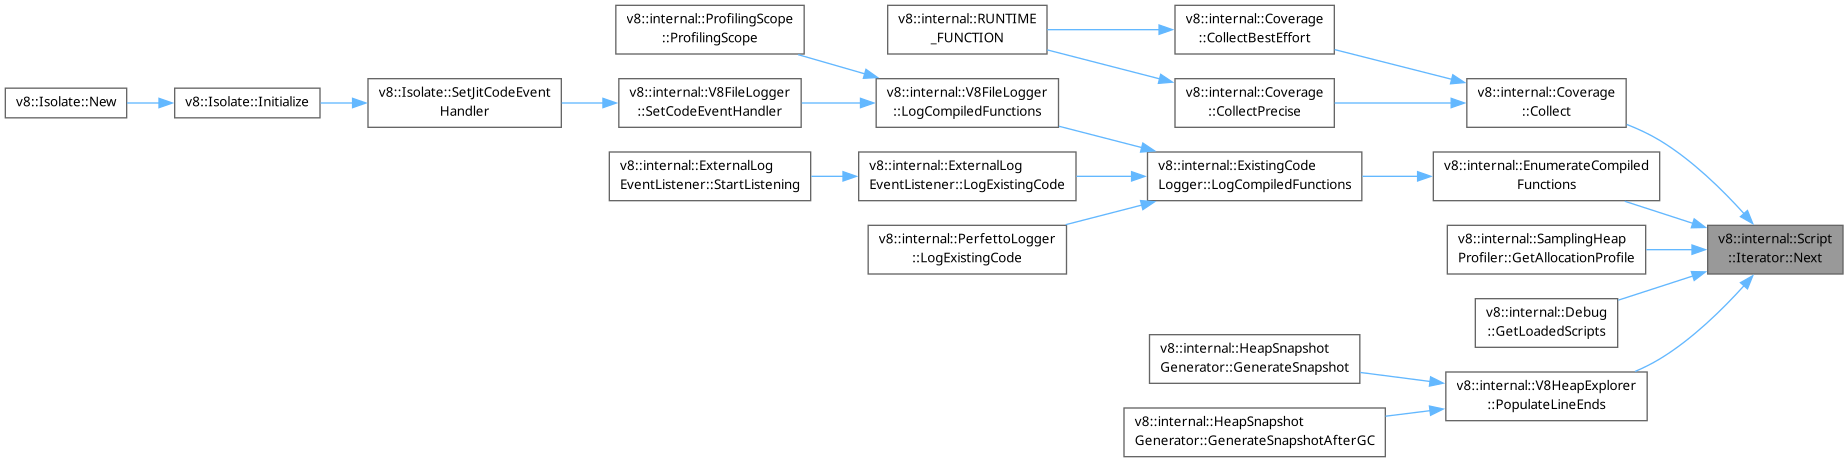 v8::internal::ProfilingScope
::ProfilingScope
v8::internal::RUNTIME
_FUNCTION
v8::internal::Coverage
::CollectBestEffort
v8::Isolate::New
v8::Isolate::Initialize
v8::Isolate::SetJitCodeEvent
Handler
v8::internal::V8FileLogger
::SetCodeEventHandler
v8::internal::V8FileLogger
::LogCompiledFunctions
v8::internal::Coverage
::CollectPrecise
v8::internal::Coverage
::Collect
v8::internal::ExternalLog
EventListener::StartListening
v8::internal::ExternalLog
EventListener::LogExistingCode
v8::internal::ExistingCode
Logger::LogCompiledFunctions
v8::internal::EnumerateCompiled
Functions
v8::internal::PerfettoLogger
::LogExistingCode
v8::internal::SamplingHeap
Profiler::GetAllocationProfile
v8::internal::Script
::Iterator::Next
v8::internal::Debug
::GetLoadedScripts
v8::internal::HeapSnapshot
Generator::GenerateSnapshot
v8::internal::V8HeapExplorer
::PopulateLineEnds
v8::internal::HeapSnapshot
Generator::GenerateSnapshotAfterGC